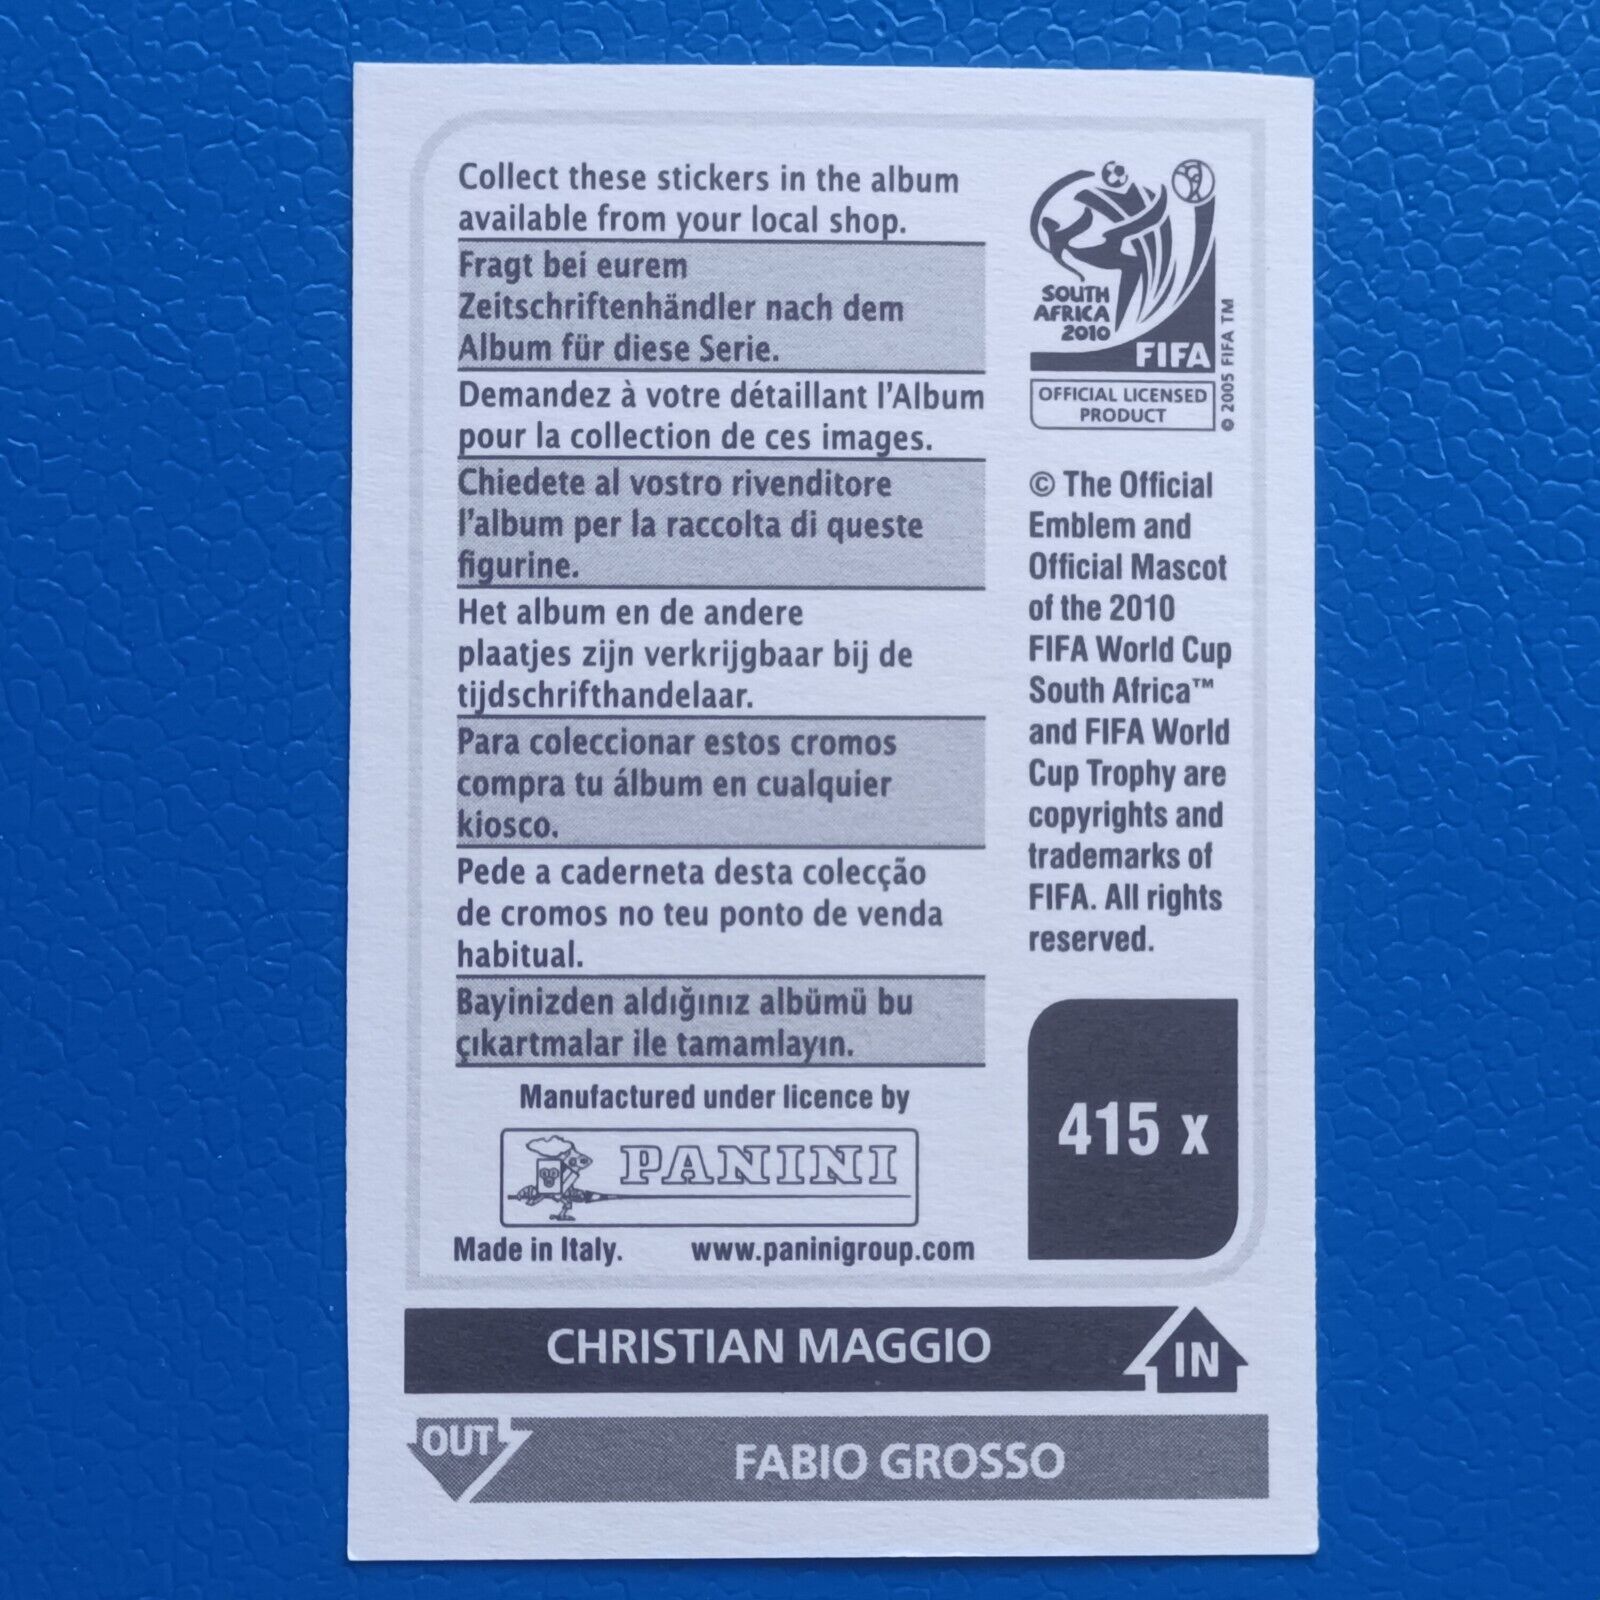 Collect these stickers in the album
available from your local shop.
Fragt bei eurem
Zeitschriftenhändler nach dem
Album für diese Serie.
Demandez à votre détaillant l'Album
pour la collection de ces images.
Chiedete al vostro rivenditore
l'album per la raccolta di queste
figurine.
Het album en de andere
plaatjes zijn verkrijgbaar bij de
tijdschrifthandelaar.
Para coleccionar estos cromos
compra tu álbum en cualquier
kiosco.
Pede a caderneta desta colecção
de cromos no teu ponto de venda
habitual.
Bayinizden aldığınız albümü bu
çıkartmalar ile tamamlayın.
Manufactured under licence by
PANINI
Made in Italy. www.paninigroup.com
SOUTH
AFRICA
2010
FIFA
OFFICIAL LICENSED
PRODUCT
© 2005 FIFA TM
© The Official
Emblem and
Official Mascot
of the 2010
FIFA World Cup
South Africa™
and FIFA World
Cup Trophy are
copyrights and
trademarks of
FIFA. All rights
reserved.
415 x
CHRISTIAN MAGGIO IN
OUT FABIO GROSSO